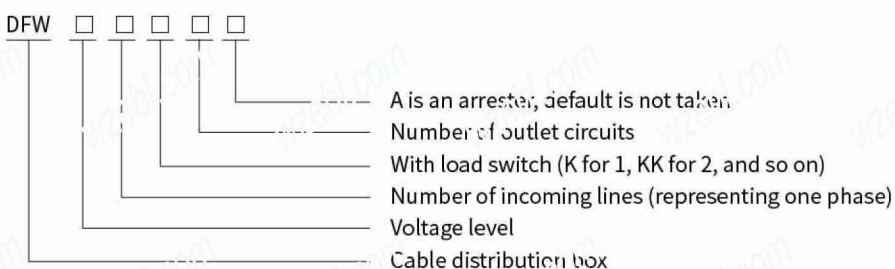 DFW □ □ □ □ □
A is an arrester, default is not taken
Number of outlet circuits
With load switch (K for 1, KK for 2, and so on)
Number of incoming lines (representing one phase)
Voltage level
Cable distribution box